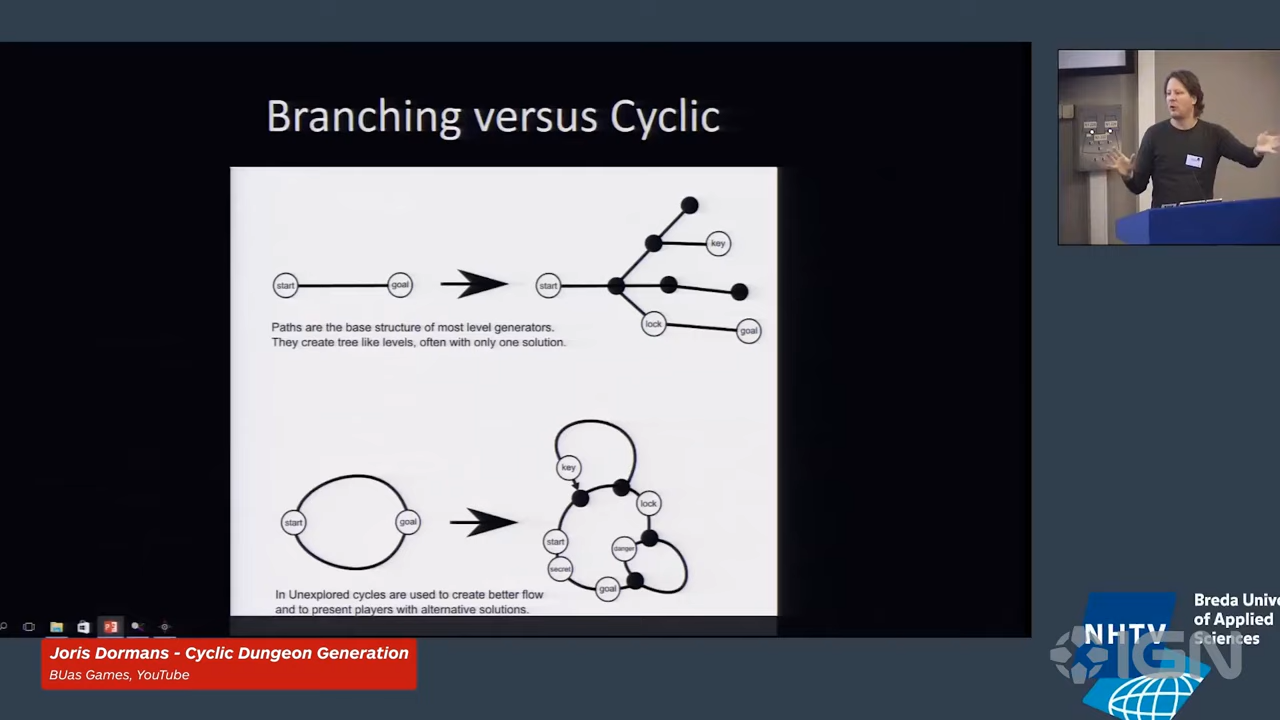 Branching versus Cyclic
key
start
goal
start
lock
goal
Paths are the base structure of most level generators.
They create tree like levels, often with only one solution.
key
lock
start
goal
start
danger
secret
goal
In Unexplored cycles are used to create better flow
and to present players with alternative solutions.
Joris Dormans - Cyclic Dungeon Generation
BUas Games, YouTube
NHTV
Breda Unive
of Applied
Sciences
IGN